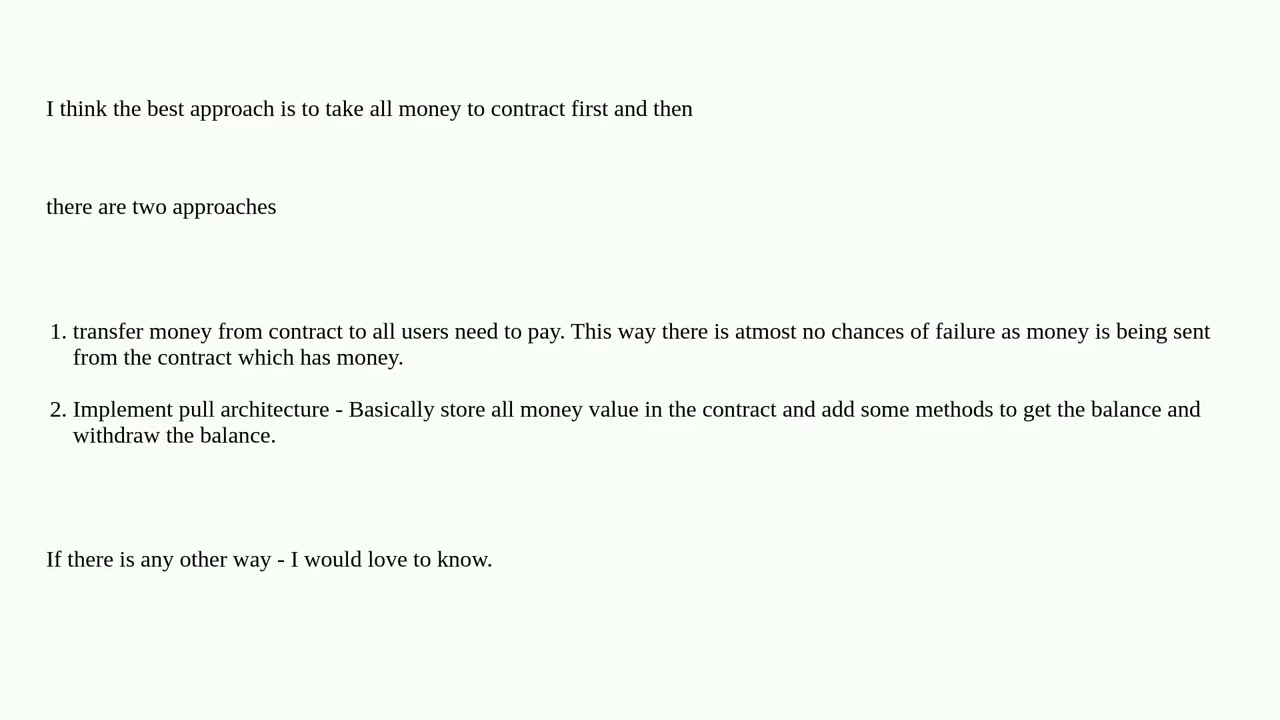 I think the best approach is to take all money to contract first and then
there are two approaches
1. transfer money from contract to all users need to pay. This way there is atmost no chances of failure as money is being sent
from the contract which has money.
2. Implement pull architecture - Basically store all money value in the contract and add some methods to get the balance and
withdraw the balance.
If there is any other way - I would love to know.